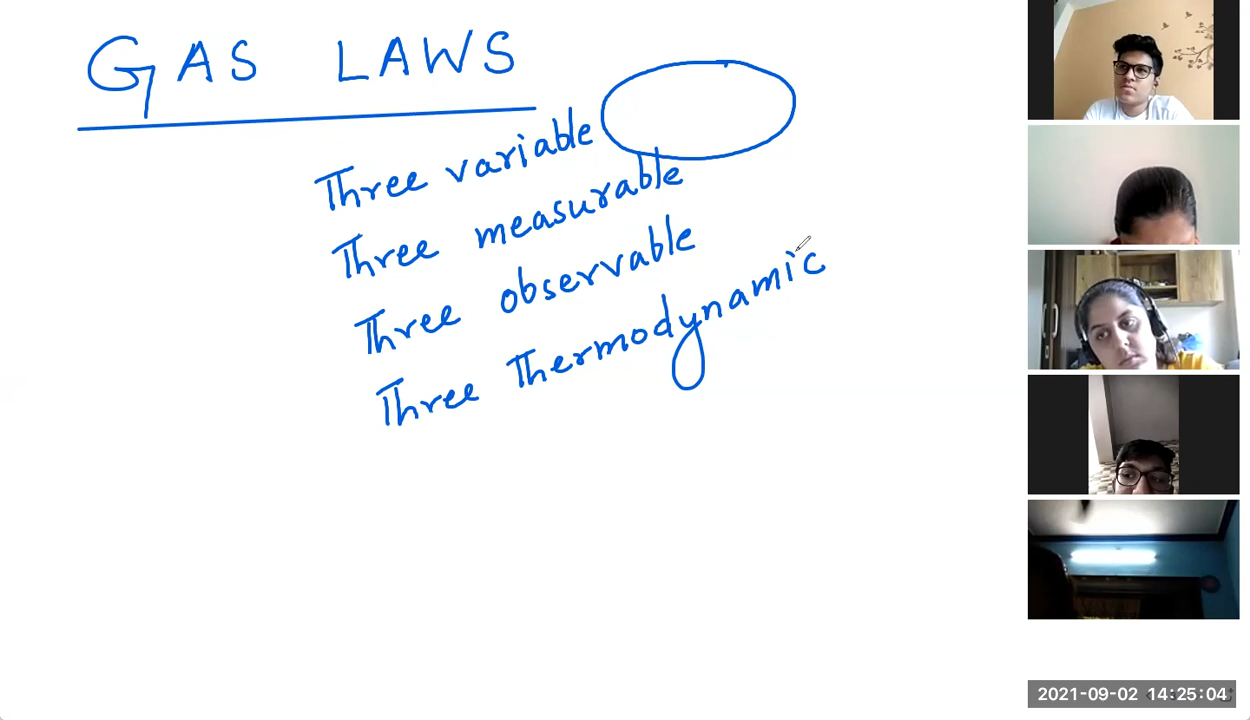 GAS LAWS
Three variable
Three measurable
Three observable
Three Thermodynamic
2021-09-02 14:25:04